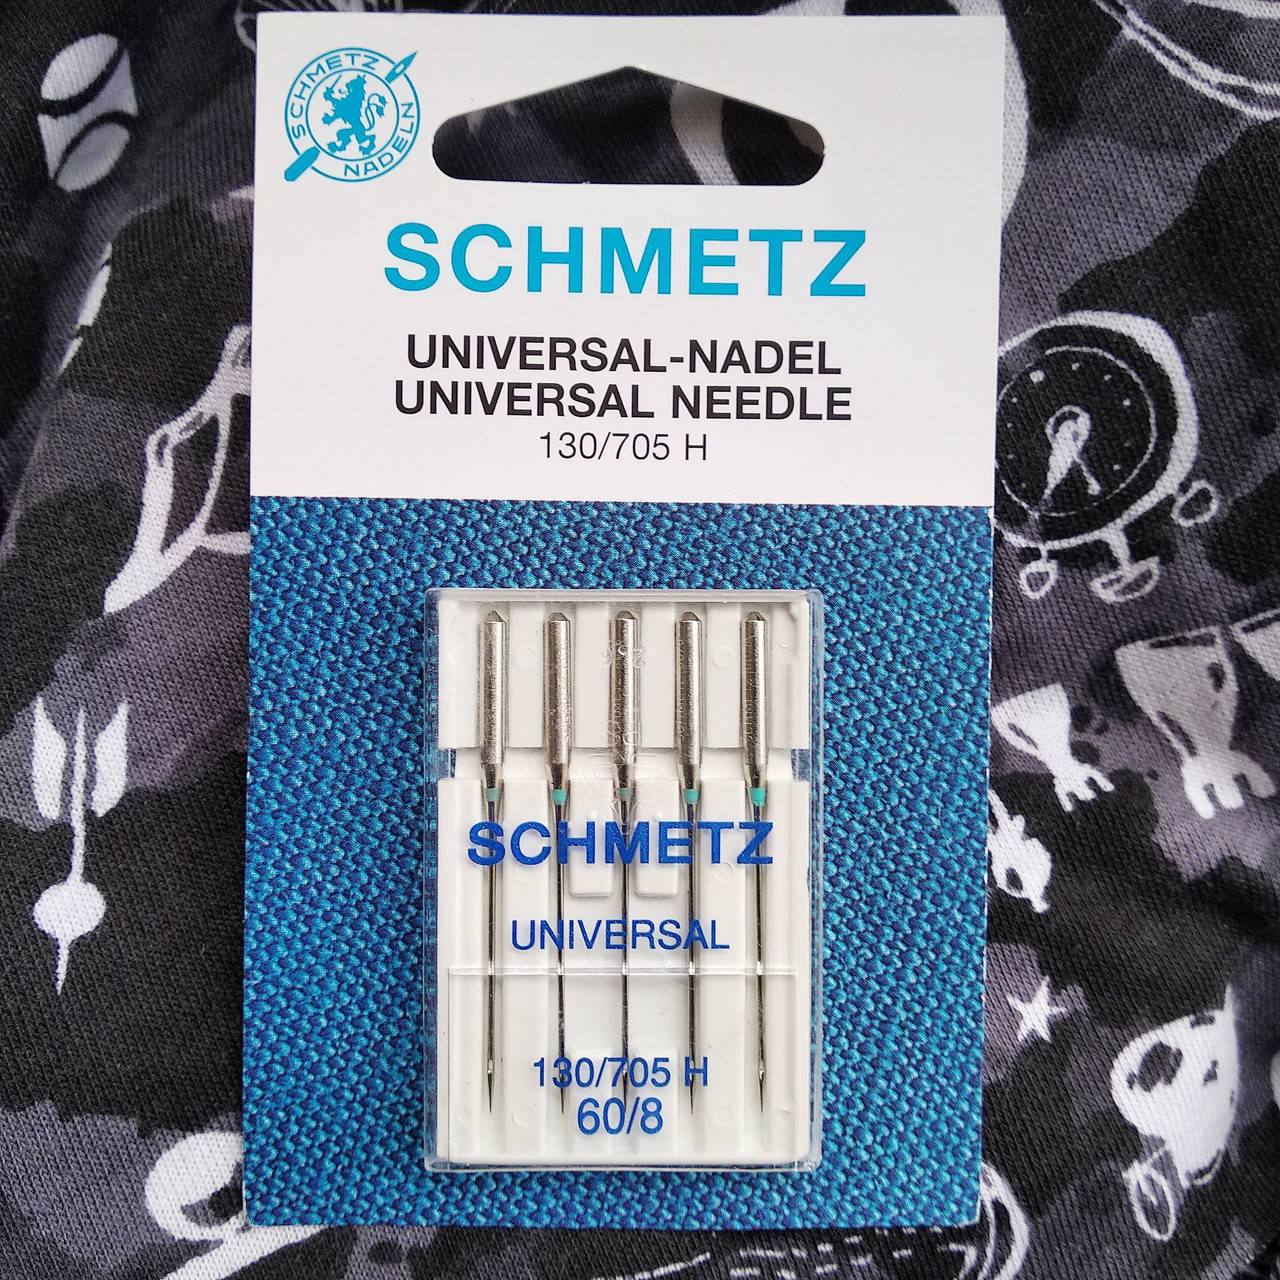 SCHMETZ
NADELN
SCHMETZ
UNIVERSAL-NADEL
UNIVERSAL NEEDLE
130/705 H
SCHMETZ
UNIVERSAL
130/705 H
60/8